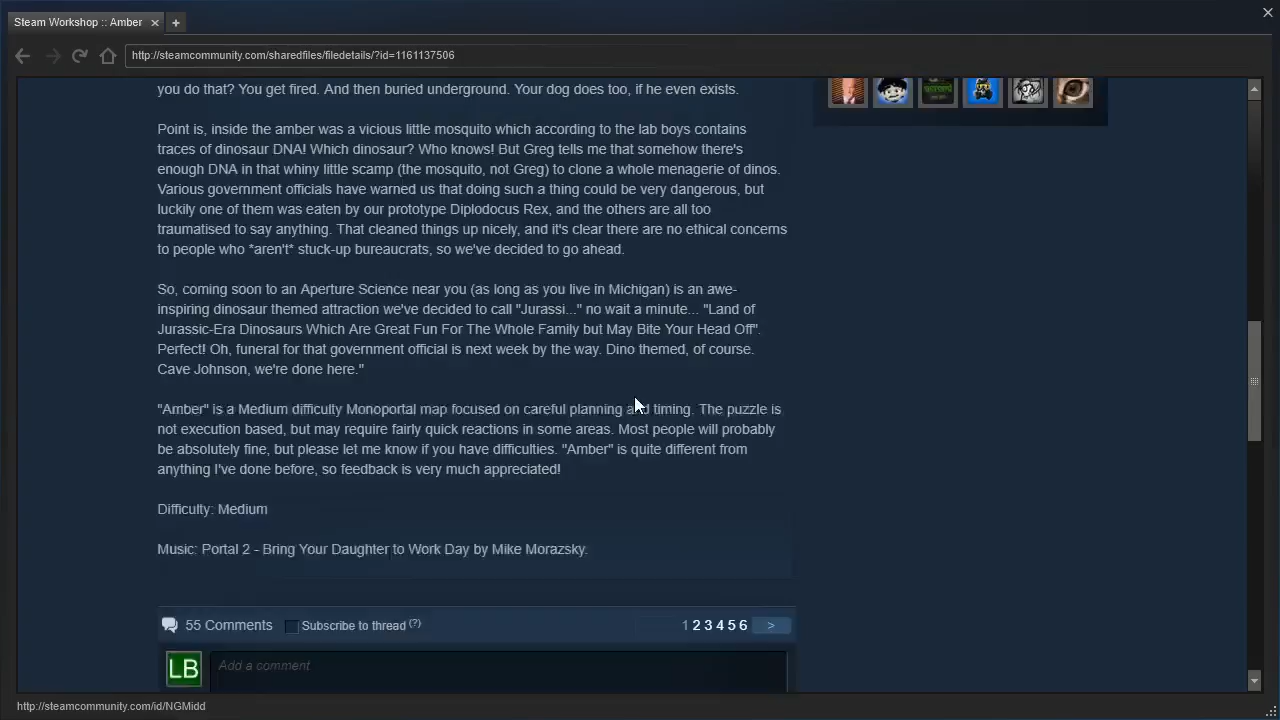 Steam Workshop :: Amber
http://steamcommunity.com/sharedfiles/filedetails/?id=1161137506
you do that? You get fired. And then buried underground. Your dog does too, if he even exists.
Point is, inside the amber was a vicious little mosquito which according to the lab boys contains
traces of dinosaur DNA! Which dinosaur? Who knows! But Greg tells me that somehow there's
enough DNA in that whiny little scamp (the mosquito, not Greg) to clone a whole menagerie of dinos.
Various government officials have warned us that doing such a thing could be very dangerous, but
luckily one of them was eaten by our prototype Diplodocus Rex, and the others are all too
traumatised to say anything. That cleaned things up nicely, and it's clear there are no ethical concerns
to people who *aren't* stuck-up bureaucrats, so we've decided to go ahead.
So, coming soon to an Aperture Science near you (as long as you live in Michigan) is an awe-
inspiring dinosaur themed attraction we've decided to call "Jurassi..." no wait a minute... "Land of
Jurassic-Era Dinosaurs Which Are Great Fun For The Whole Family but May Bite Your Head Off".
Perfect! Oh, funeral for that government official is next week by the way. Dino themed, of course.
Cave Johnson, we're done here."
"Amber" is a Medium difficulty Monoportal map focused on careful planning and timing. The puzzle is
not execution based, but may require fairly quick reactions in some areas. Most people will probably
be absolutely fine, but please let me know if you have difficulties. "Amber" is quite different from
anything I've done before, so feedback is very much appreciated!
Difficulty: Medium
Music: Portal 2 - Bring Your Daughter to Work Day by Mike Morazsky.
55 Comments Subscribe to thread (?) 1 2 3 4 5 6 >
LB Add a comment
http://steamcommunity.com/id/NGMidd